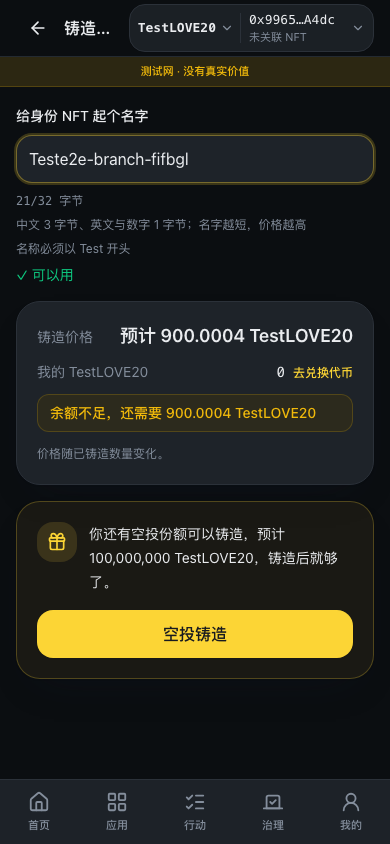 铸造...
TestLOVE20
0x9965…A4dc
未关联 NFT
测试网 · 没有真实价值
给身份 NFT 起个名字
Teste2e-branch-fifbgl
21/32 字节
中文 3 字节、英文与数字 1 字节；名字越短，价格越高
名称必须以 Test 开头
✓ 可以用
铸造价格 预计 900.0004 TestLOVE20
我的 TestLOVE20 0 去兑换代币
余额不足，还需要 900.0004 TestLOVE20
价格随已铸造数量变化。
你还有空投份额可以铸造，预计
100,000,000 TestLOVE20，铸造后就够
了。
空投铸造
首页 应用 行动 治理 我的